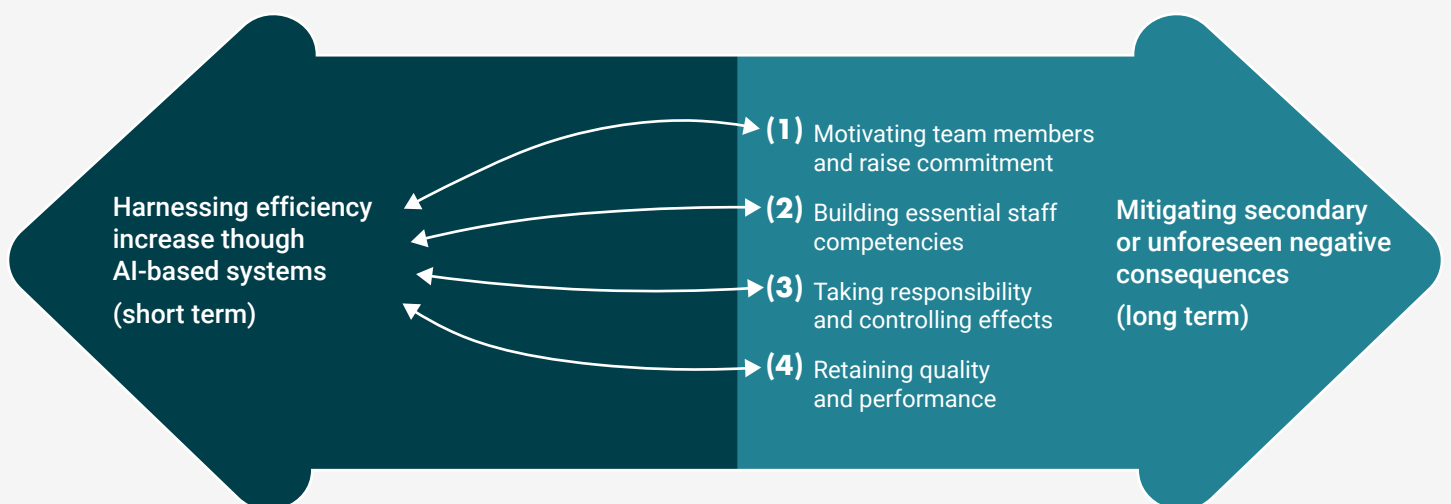 Harnessing efficiency
increase though
AI-based systems
(short term)
(1) Motivating team members
and raise commitment
(2) Building essential staff
competencies
(3) Taking responsibility
and controlling effects
(4) Retaining quality
and performance
Mitigating secondary
or unforeseen negative
consequences
(long term)